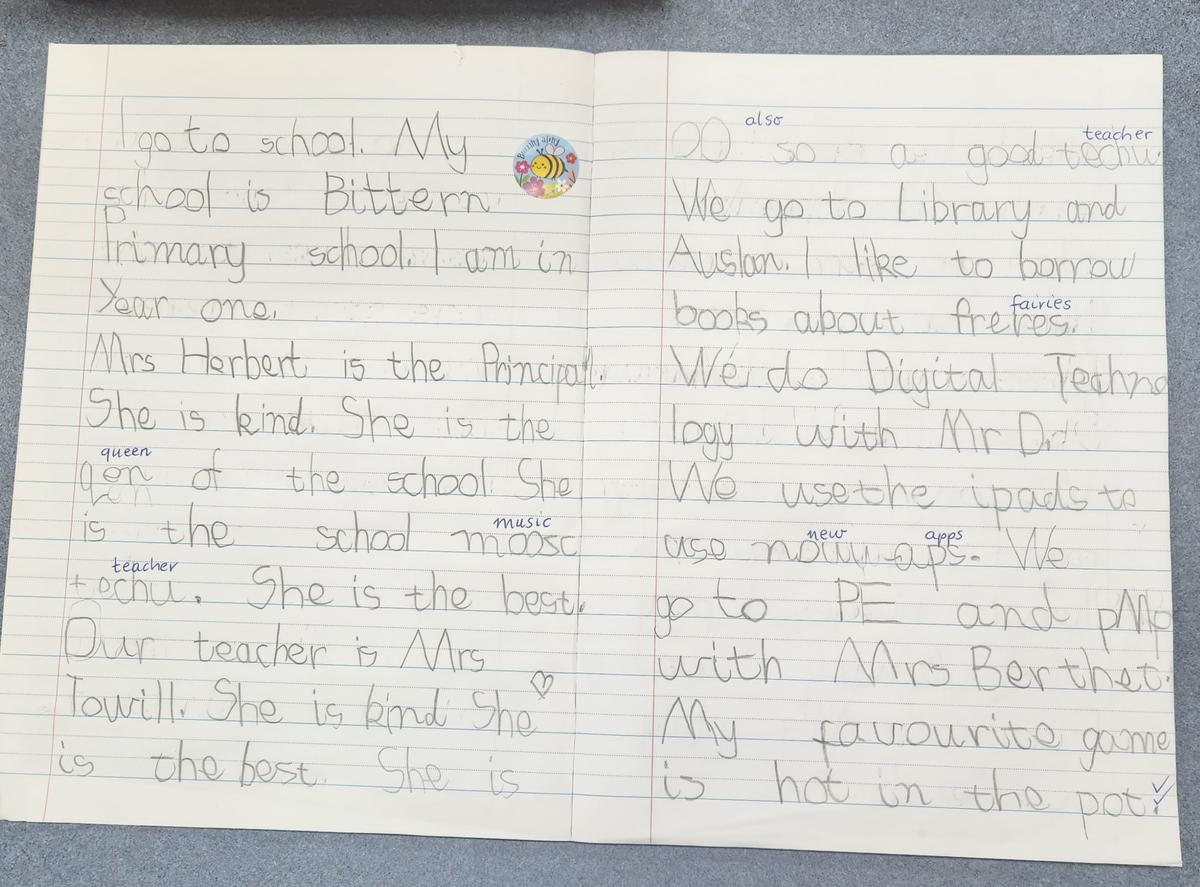 I go to school. My
Buzzing along
school is Bittern
Primary school. I am in
Year one.
Mrs Herbert is the Principal.
She is kind. She is the
queen
qen of the school She
music
is the school moosc
teacher
techu. She is the best.
Our teacher is Mrs
Towill. She is kind She
is the best. She is
also teacher
so a good techu
We go to Library and
Auslan. I like to borrow
fairies
books about freres.
We do Digital Techno
logy with Mr D.
We use the ipads to
new apps
use now aps. We
go to PE and pMp
with Mrs Berthet.
My favourite game
is hot in the pot.